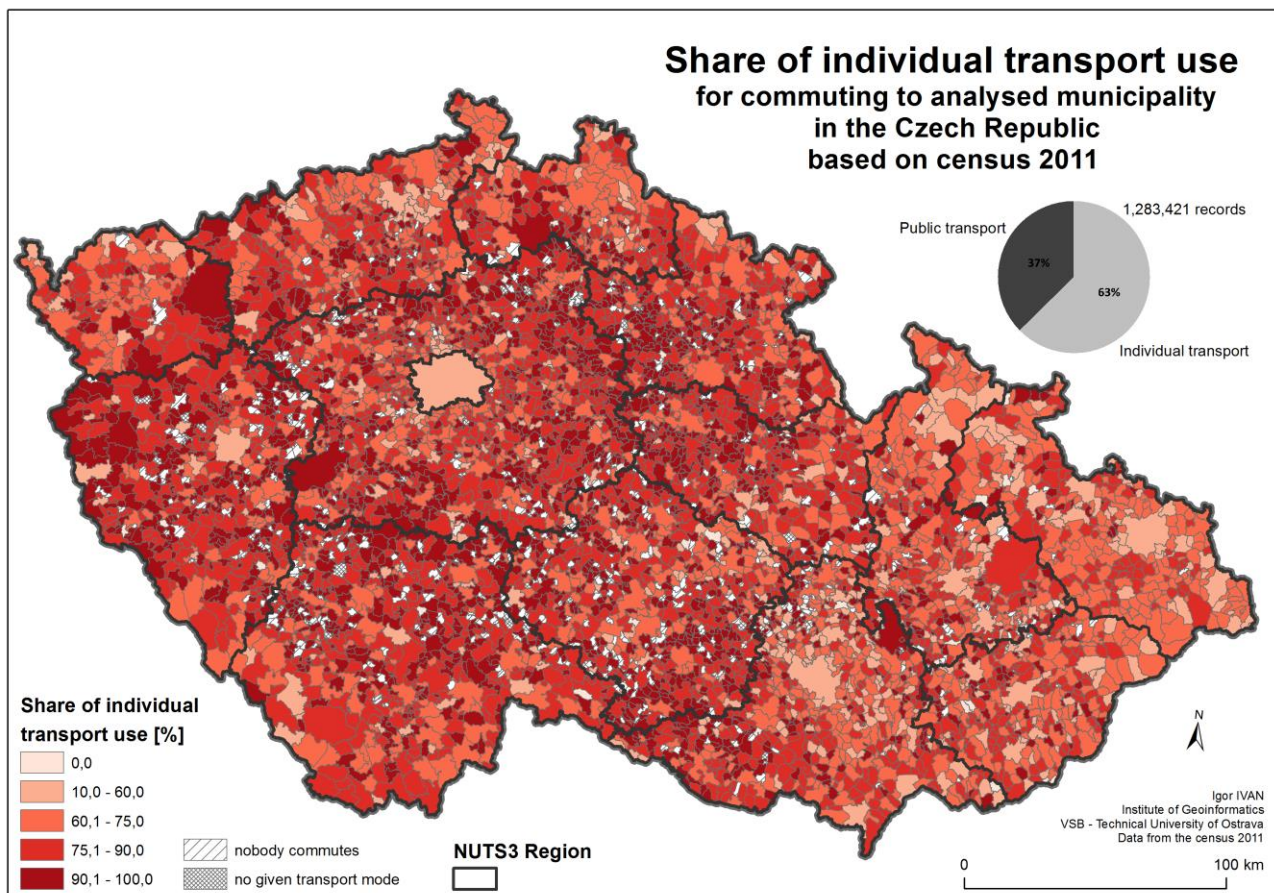 Share of individual transport use
for commuting to analysed municipality
in the Czech Republic
based on census 2011
1,283,421 records
Public transport
37%
63%
Individual transport
Share of individual
transport use [%]
0,0
10,0 - 60,0
60,1 - 75,0
75,1 - 90,0
90,1 - 100,0
nobody commutes
no given transport mode
NUTS3 Region
N
Igor IVAN
Institute of Geoinformatics
VSB - Technical University of Ostrava
Data from the census 2011
0
100 km